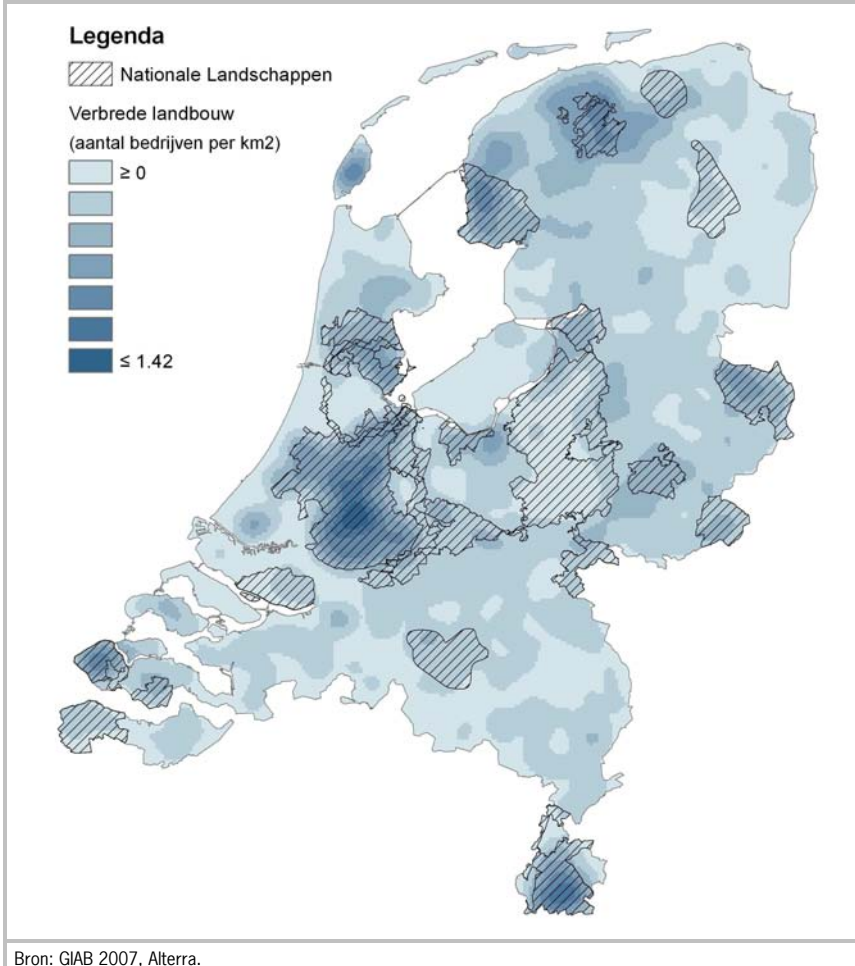 Legenda
Nationale Landschappen
Verbrede landbouw
(aantal bedrijven per km2)
≥ 0
≤ 1.42
Bron: GIAB 2007, Alterra.